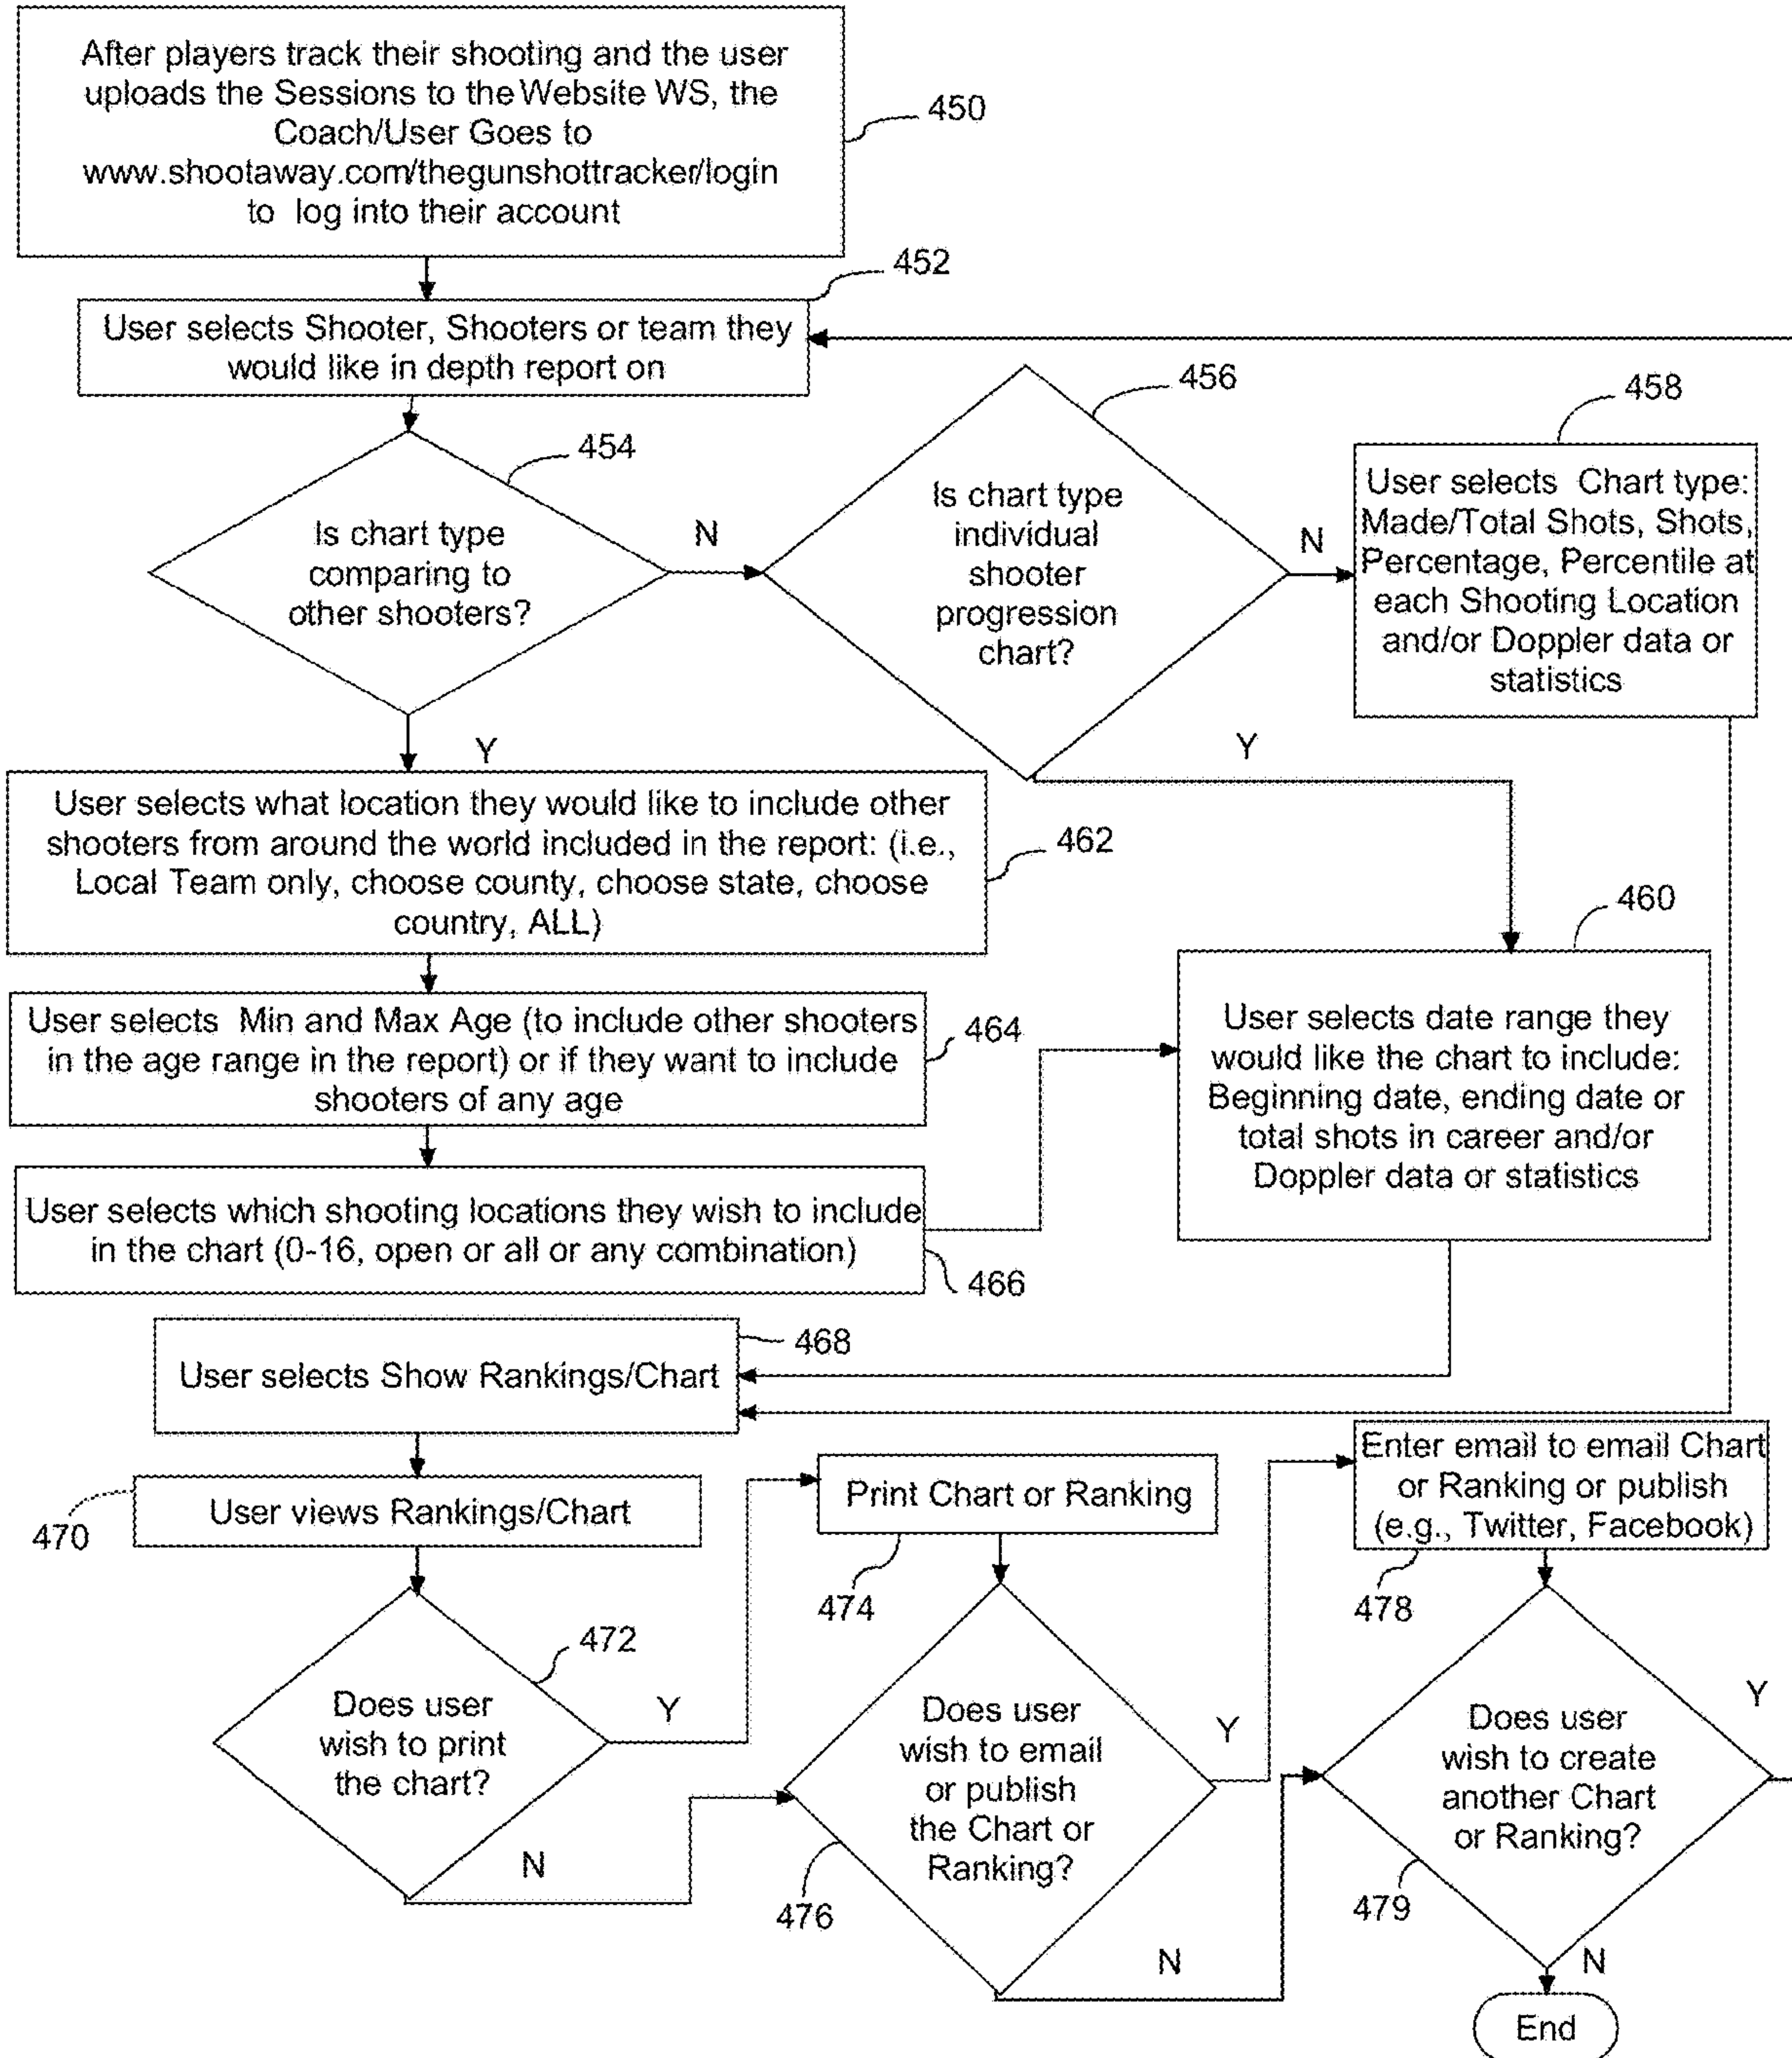 After players track their shooting and the user
uploads the Sessions to the Website WS, the
Coach/User Goes to
www.shootaway.com/thegunshottracker/login
to log into their account
450
452
User selects Shooter, Shooters or team they
would like in depth report on
454
Is chart type
comparing to
other shooters?
N
Y
456
Is chart type
individual
shooter
progression
chart?
N
Y
458
User selects Chart type:
Made/Total Shots, Shots,
Percentage, Percentile at
each Shooting Location
and/or Doppler data or
statistics
User selects what location they would like to include other
shooters from around the world included in the report: (i.e.,
Local Team only, choose county, choose state, choose
country, ALL)
462
460
User selects date range they
would like the chart to include:
Beginning date, ending date or
total shots in career and/or
Doppler data or statistics
User selects Min and Max Age (to include other shooters
in the age range in the report) or if they want to include
shooters of any age
464
User selects which shooting locations they wish to include
in the chart (0-16, open or all or any combination)
466
User selects Show Rankings/Chart
468
User views Rankings/Chart
470
Does user
wish to print
the chart?
472
Y
N
Print Chart or Ranking
474
Does user
wish to email
or publish
the Chart or
Ranking?
476
Y
N
Enter email to email Chart
or Ranking or publish
(e.g., Twitter, Facebook)
478
Does user
wish to create
another Chart
or Ranking?
479
Y
N
End